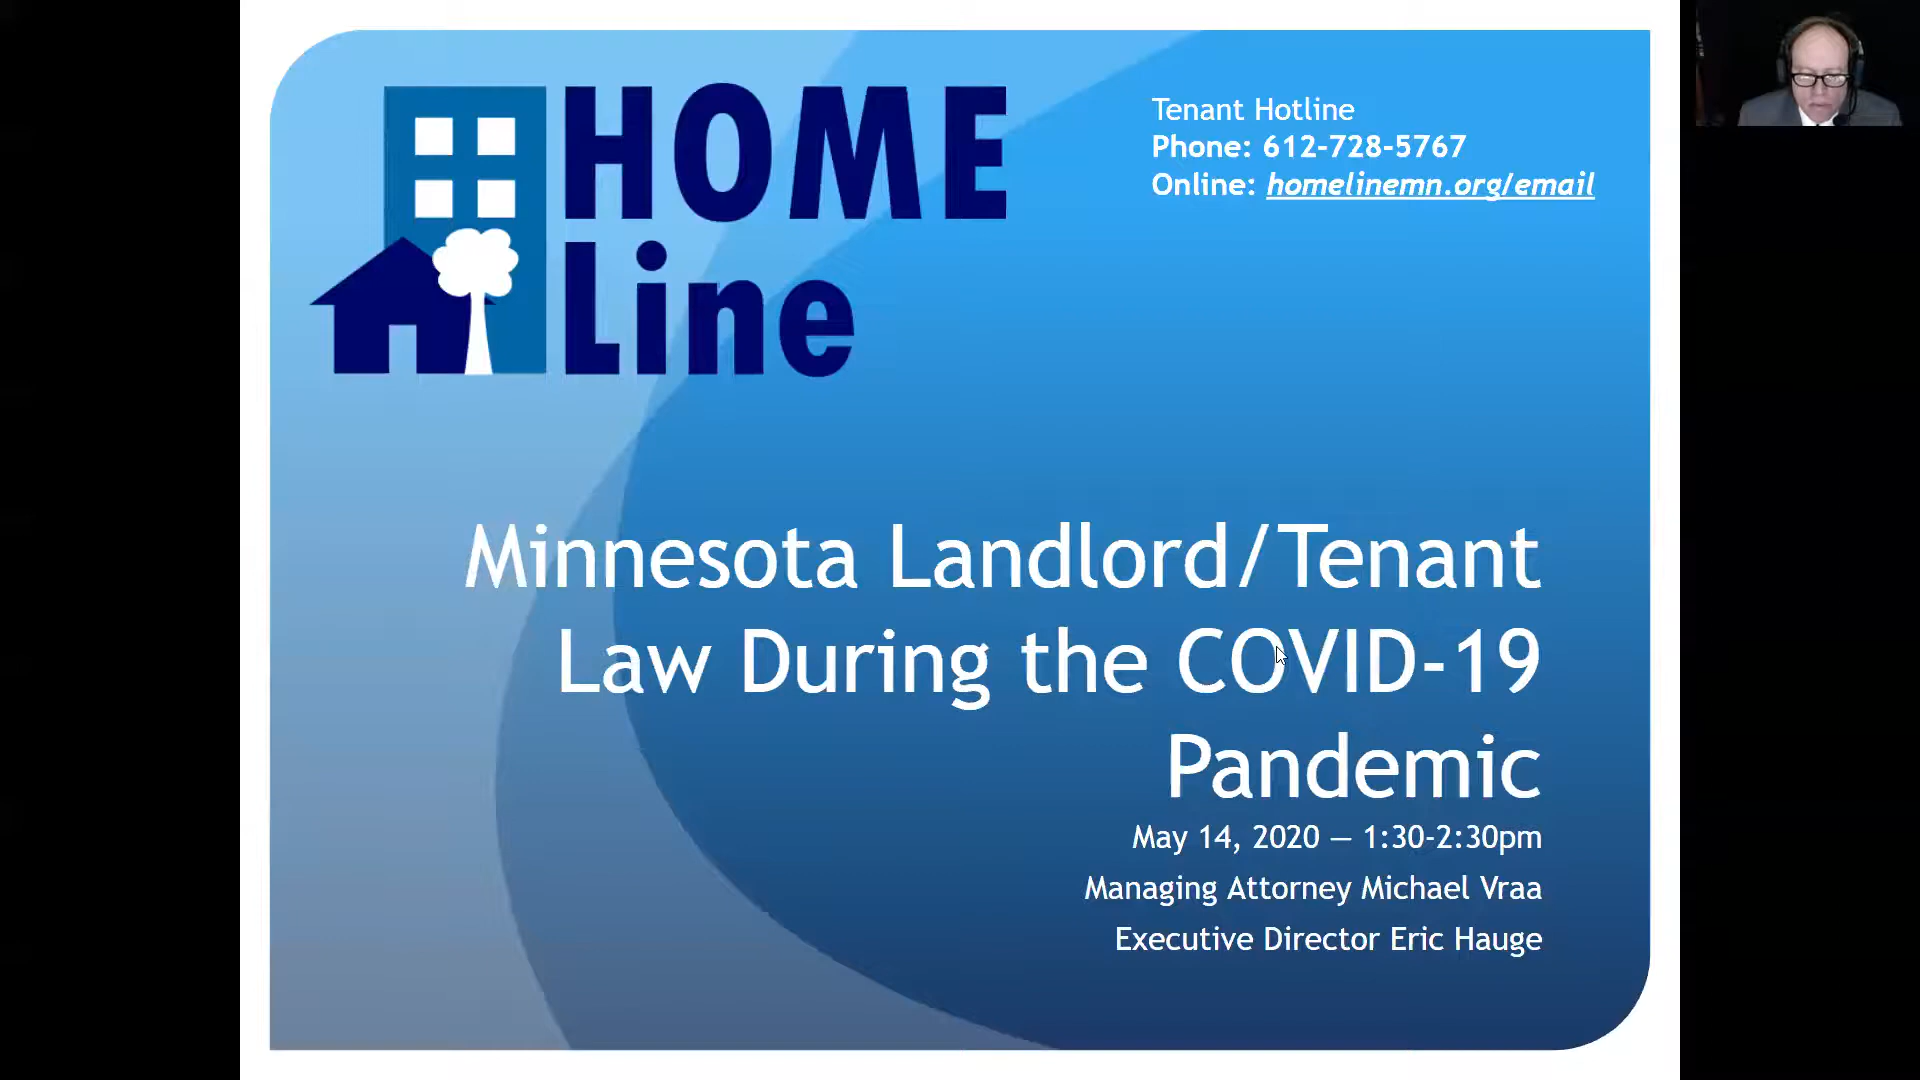 HOME
Line
Tenant Hotline
Phone: 612-728-5767
Online: homelinemn.org/email
Minnesota Landlord/Tenant
Law During the COVID-19
Pandemic
May 14, 2020 — 1:30-2:30pm
Managing Attorney Michael Vraa
Executive Director Eric Hauge